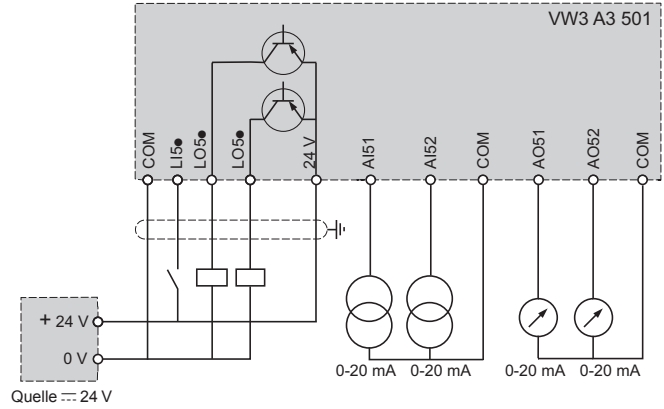 VW3 A3 501
COM
LI5●
LO5●
LO5●
24 V
AI51
AI52
COM
AO51
AO52
COM
+ 24 V
0 V
0-20 mA
0-20 mA
0-20 mA
0-20 mA
Quelle ⎓ 24 V